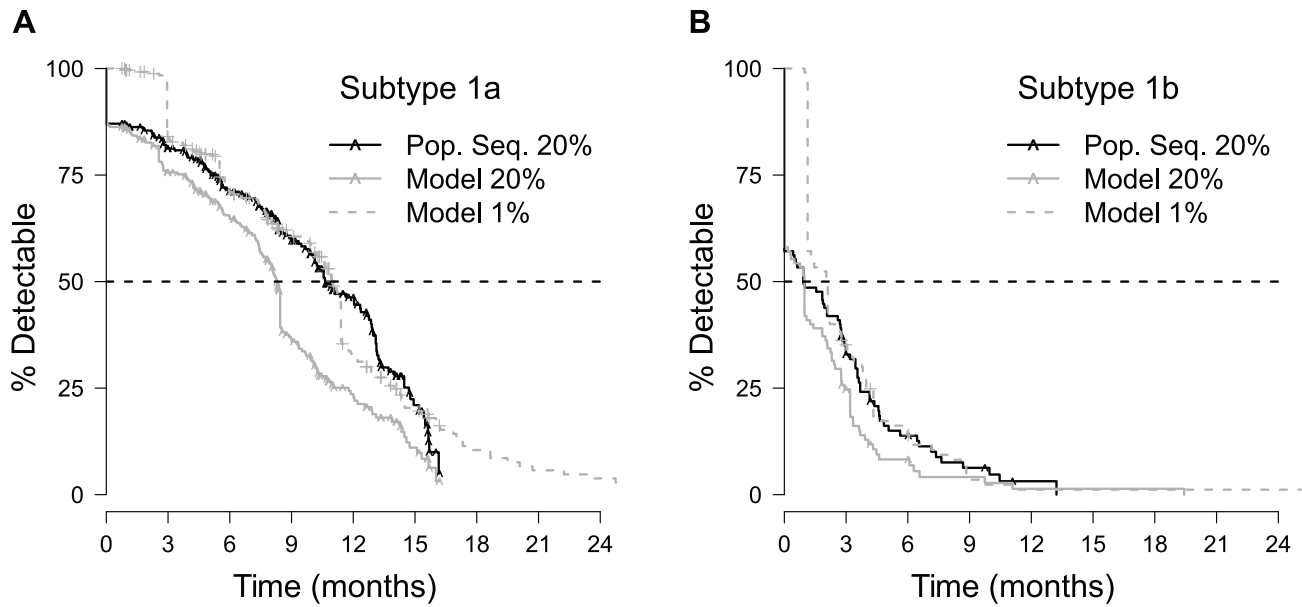 A
Subtype 1a
Pop. Seq. 20%
Model 20%
Model 1%
% Detectable
100
75
50
25
0
0 3 6 9 12 15 18 21 24
Time (months)
B
Subtype 1b
Pop. Seq. 20%
Model 20%
Model 1%
% Detectable
100
75
50
25
0
0 3 6 9 12 15 18 21 24
Time (months)